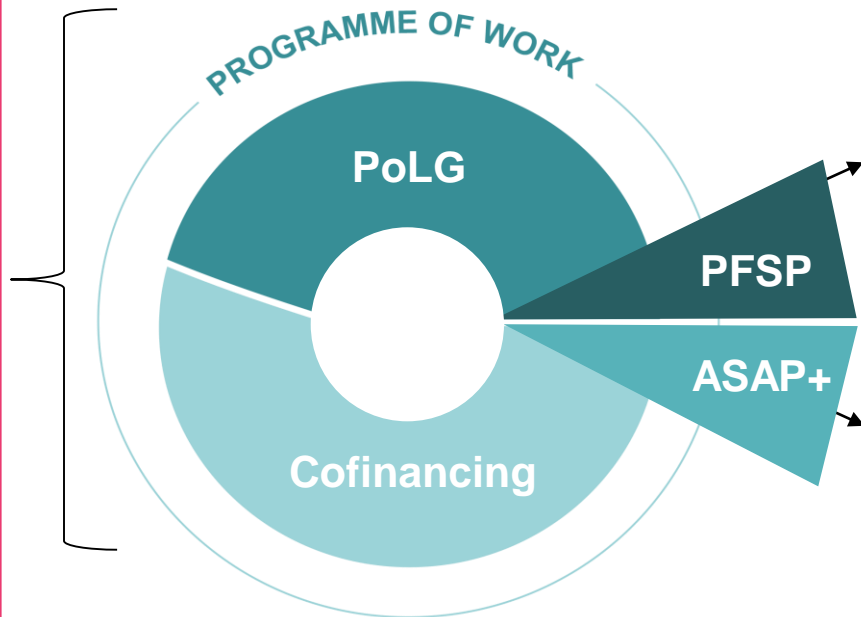 PROGRAMME OF WORK
PoLG
PFSP
ASAP+
Cofinancing